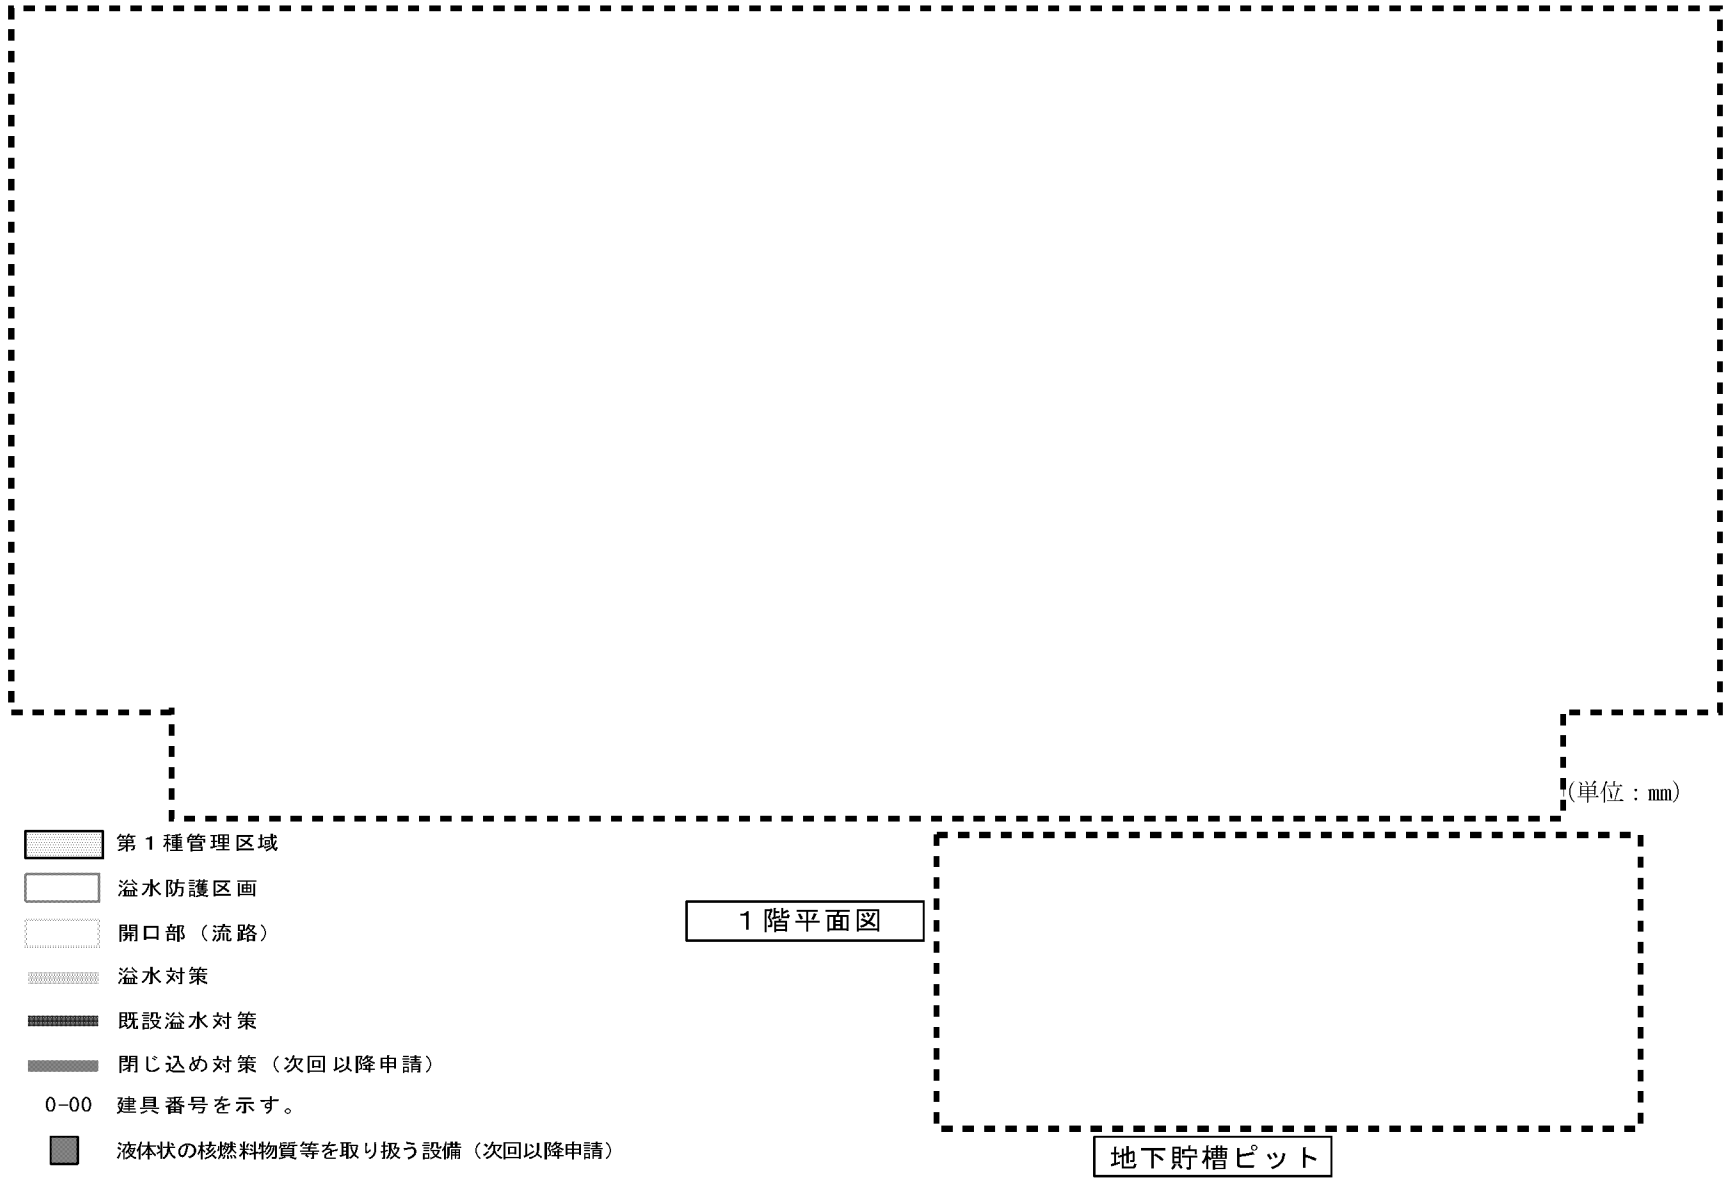 (単位：mm)
第１種管理区域
溢水防護区画
開口部（流路）
溢水対策
既設溢水対策
閉じ込め対策（次回以降申請）
0-00 建具番号を示す。
液体状の核燃料物質等を取り扱う設備（次回以降申請）
１階平面図
地下貯槽ピット